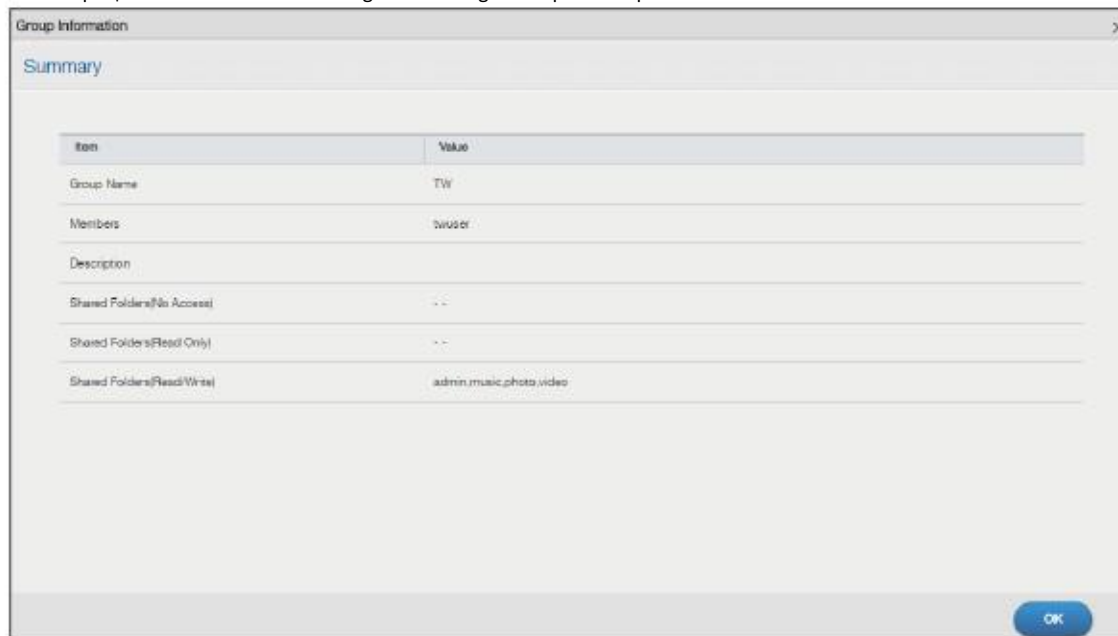 Group Information
Summary
Item Value
Group Name TW
Members twuser
Description
Shared Folders(No Access) - -
Shared Folders(Read Only) - -
Shared Folders(Read/Write) admin,music,photo,video
OK